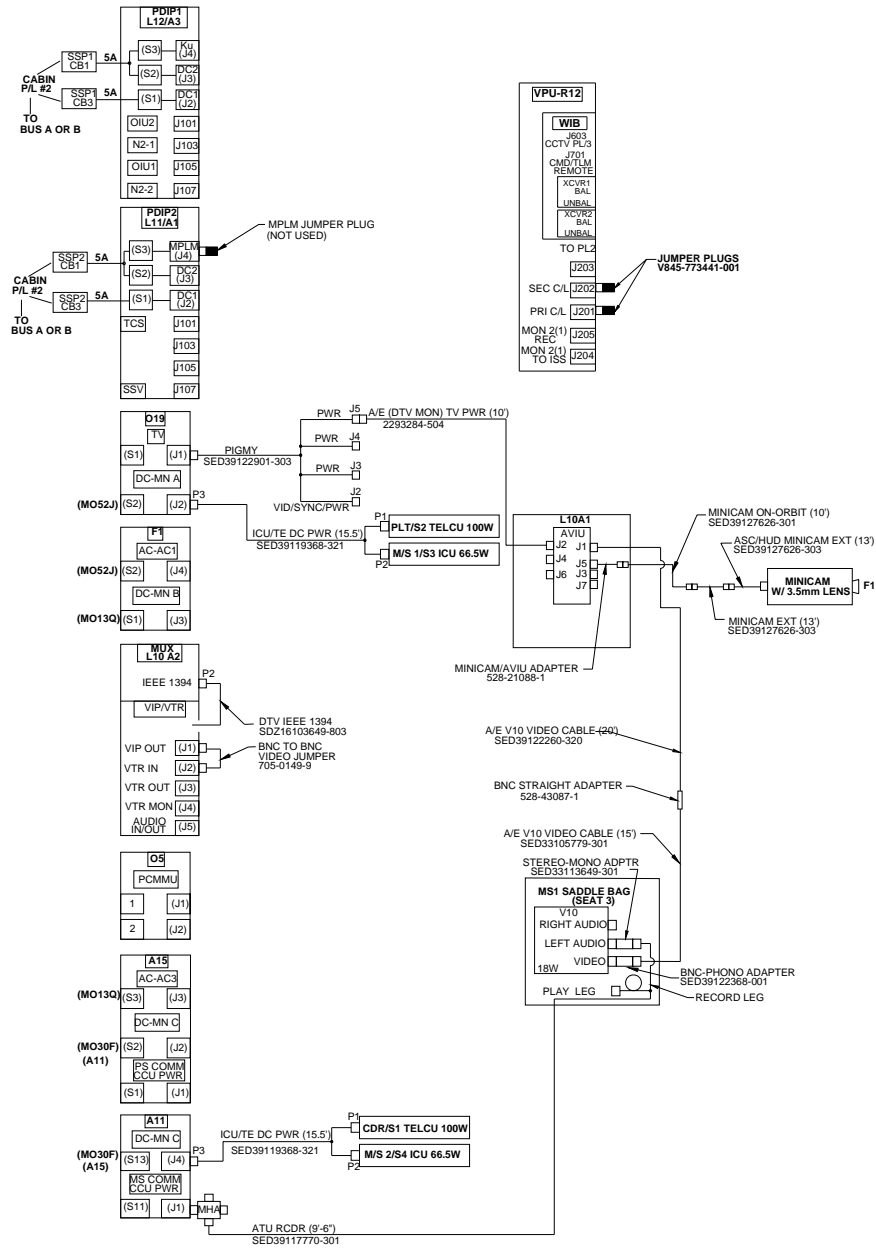 PDIP1
L12/A3
(S3)
Ku
(J4)
SSP1
CB1
5A
(S2)
DC2
(J3)
CABIN
P/L #2
SSP1
CB3
5A
(S1)
DC1
(J2)
TO
BUS A OR B
OIU2
J101
N2-1
J103
OIU1
J105
N2-2
J107
VPU-R12
WIB
J603
CCTV PL/3
J701
CMD/TLM
REMOTE
XCVR1
BAL
UNBAL
XCVR2
BAL
UNBAL
TO PL2
J203
SEC C/L
J202
PRI C/L
J201
MON 2(1)
REC
J205
MON 2(1)
TO ISS
J204
JUMPER PLUGS
V845-773441-001
PDIP2
L11/A1
MPLM JUMPER PLUG
(NOT USED)
(S3)
MPLM
(J4)
SSP2
CB1
5A
(S2)
DC2
(J3)
CABIN
P/L #2
SSP2
CB3
5A
(S1)
DC1
(J2)
TO
BUS A OR B
TCS
J101
J103
J105
SSV
J107
O19
TV
(S1)
(J1)
DC-MN A
(MO52J)
(S2)
(J2)
P3
PIGMY
SED39122901-303
PWR
J5
A/E (DTV MON) TV PWR (10')
2293284-504
PWR
J4
PWR
J3
J2
VID/SYNC/PWR
ICU/TE DC PWR (15.5')
SED39119368-321
P1
PLT/S2 TELCU 100W
M/S 1/S3 ICU 66.5W
P2
F1
AC-AC1
(MO52J)
(S2)
(J4)
DC-MN B
(MO13Q)
(S1)
(J3)
L10A1
AVIU
J2
J1
J4
J5
J3
J6
J7
MINICAM ON-ORBIT (10')
SED39127626-301
ASC/HUD MINICAM EXT (13')
SED39127626-303
MINICAM
W/ 3.5mm LENS
F1
MINICAM EXT (13')
SED39127626-303
MINICAM/AVIU ADAPTER
528-21088-1
MUX
L10 A2
IEEE 1394
P2
VIP/VTR
DTV IEEE 1394
SDZ16103649-803
VIP OUT
(J1)
BNC TO BNC
VIDEO JUMPER
705-0149-9
VTR IN
(J2)
VTR OUT
(J3)
VTR MON
(J4)
AUDIO
IN/OUT
(J5)
A/E V10 VIDEO CABLE (20')
SED39122260-320
BNC STRAIGHT ADAPTER
528-43087-1
A/E V10 VIDEO CABLE (15')
SED33105779-301
STEREO-MONO ADPTR
SED33113649-301
O5
PCMMU
1
(J1)
2
(J2)
MS1 SADDLE BAG
(SEAT 3)
V10
RIGHT AUDIO
LEFT AUDIO
VIDEO
18W
PLAY LEG
BNC-PHONO ADAPTER
SED39122368-001
RECORD LEG
A15
AC-AC3
(MO13Q)
(S3)
(J3)
DC-MN C
(MO30F)
(A11)
(S2)
(J2)
PS COMM
CCU PWR
(S1)
(J1)
A11
DC-MN C
(MO30F)
(A15)
(S13)
(J4)
P3
MS COMM
CCU PWR
(S11)
(J1)
MHA
ICU/TE DC PWR (15.5')
SED39119368-321
P1
CDR/S1 TELCU 100W
M/S 2/S4 ICU 66.5W
P2
ATU RCDR (9'-6")
SED39117770-301